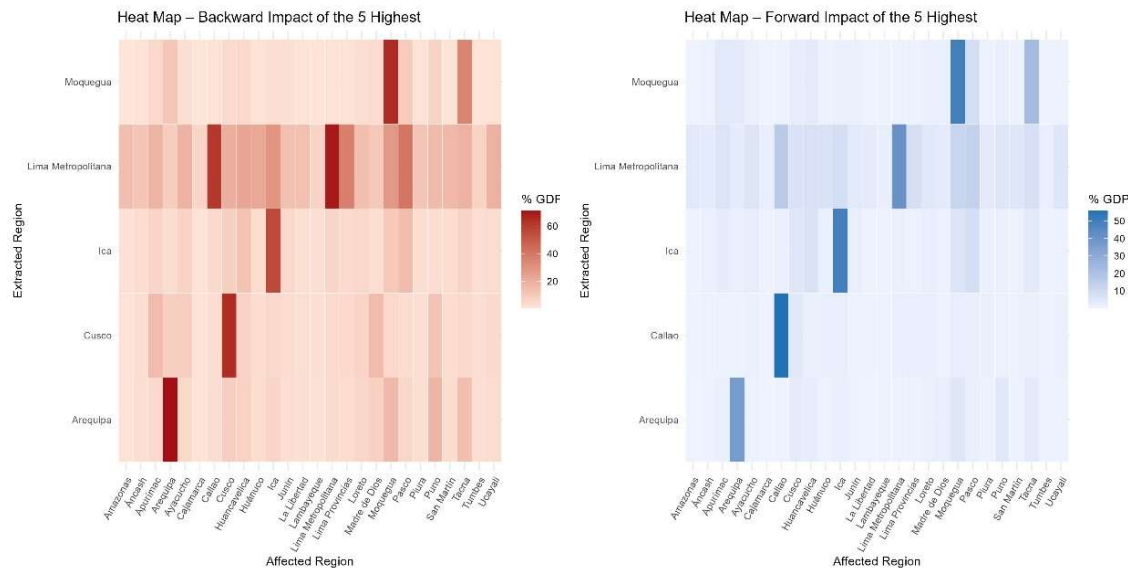 Heat Map – Backward Impact of the 5 Highest
Extracted Region
Moquegua
Lima Metropolitana
Ica
Cusco
Arequipa
Amazonas
Áncash
Apurimac
Arequipa
Ayacucho
Cajamarca
Callao
Cusco
Huancavelica
Huánuco
Ica
Junín
La Libertad
Lambayeque
Lima Metropolitana
Lima Provincias
Loreto
Madre de Dios
Moquegua
Pasco
Piura
Puno
San Martin
Tacna
Tumbes
Ucayali
Affected Region
% GDP
60
40
20
Heat Map – Forward Impact of the 5 Highest
Extracted Region
Moquegua
Lima Metropolitana
Ica
Callao
Arequipa
Amazonas
Áncash
Apurimac
Arequipa
Ayacucho
Cajamarca
Callao
Cusco
Huancavelica
Huánuco
Ica
Junín
La Libertad
Lambayeque
Lima Metropolitana
Lima Provincias
Loreto
Madre de Dios
Moquegua
Pasco
Piura
Puno
San Martin
Tacna
Tumbes
Ucayali
Affected Region
% GDP
50
40
30
20
10